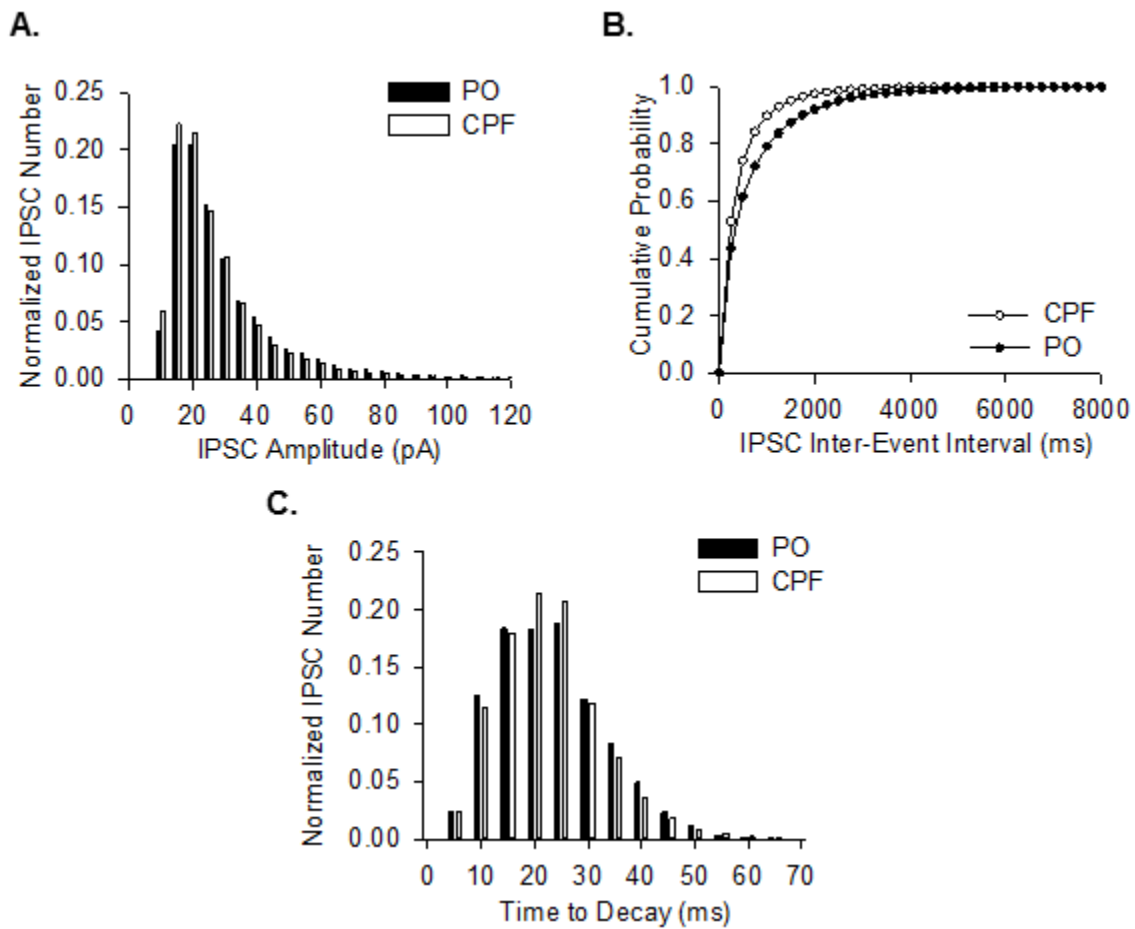 A.
Normalized IPSC Number
0.25
0.20
0.15
0.10
0.05
0.00
0 20 40 60 80 100 120
IPSC Amplitude (pA)
PO
CPF
B.
Cumulative Probability
1.0
0.8
0.6
0.4
0.2
0.0
0 2000 4000 6000 8000
IPSC Inter-Event Interval (ms)
CPF
PO
C.
Normalized IPSC Number
0.25
0.20
0.15
0.10
0.05
0.00
0 10 20 30 40 50 60 70
Time to Decay (ms)
PO
CPF